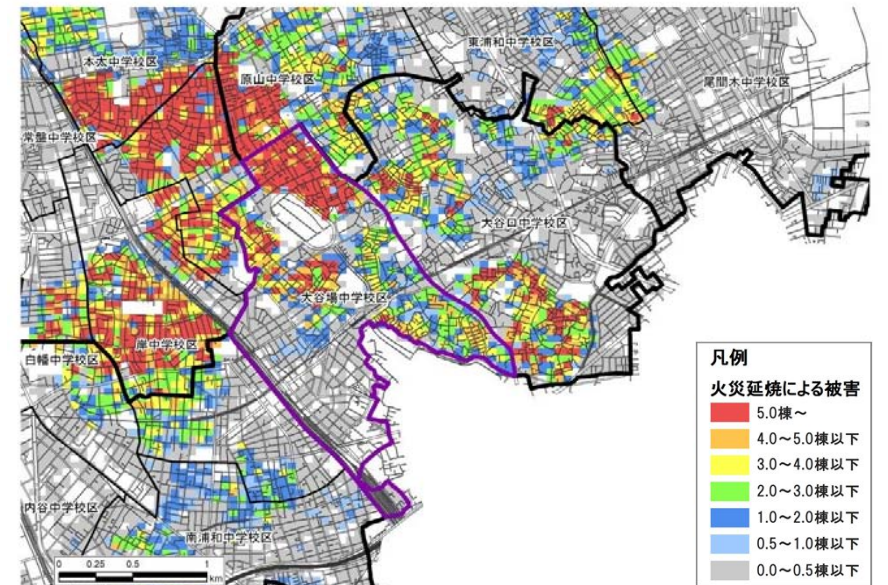 本太中学校区
原山中学校区
東浦和中学校区
尾間木中学校区
常盤中学校区
大谷口中学校区
大谷場中学校区
岸中学校区
白幡中学校区
内谷中学校区
南浦和中学校区
0 0.25 0.5 1
km
凡例
火災延焼による被害
5.0棟～
4.0～5.0棟以下
3.0～4.0棟以下
2.0～3.0棟以下
1.0～2.0棟以下
0.5～1.0棟以下
0.0～0.5棟以下